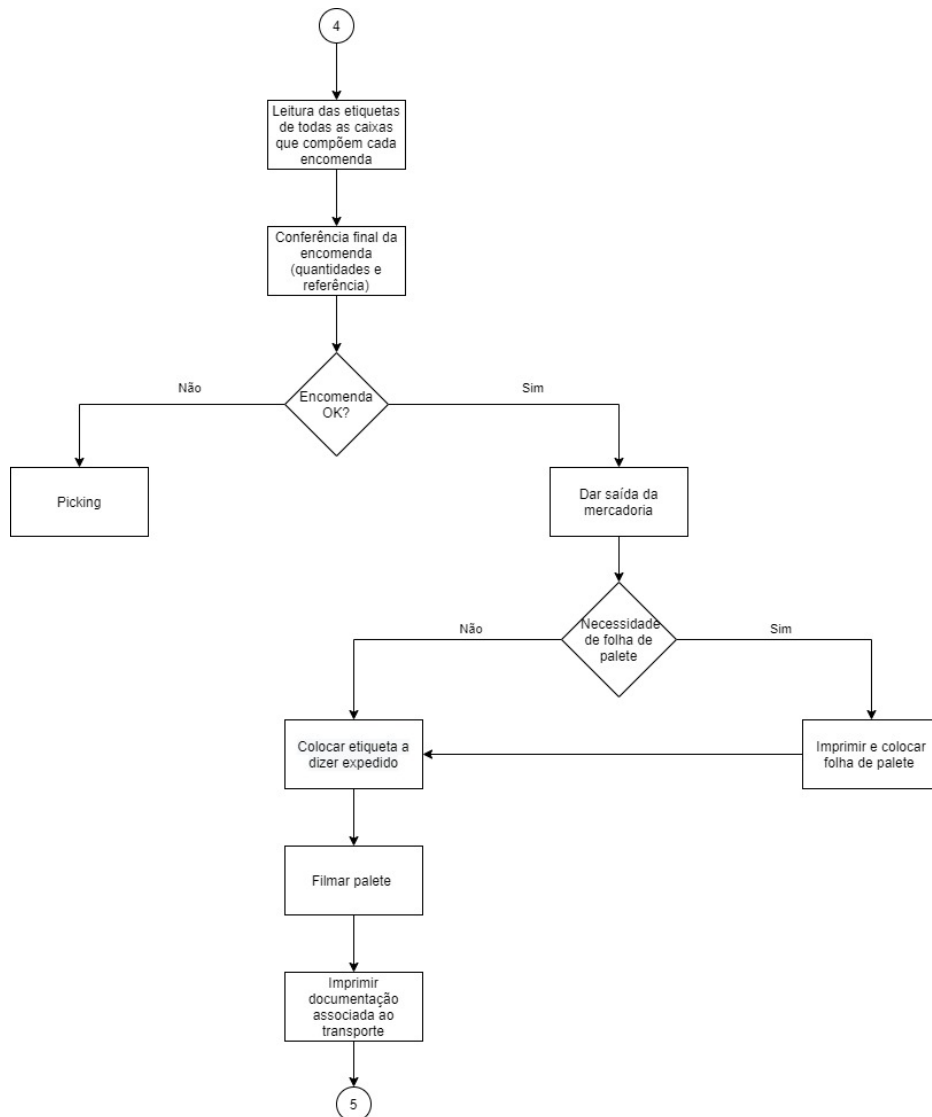 4
Leitura das etiquetas
de todas as caixas
que compõem cada
encomenda
Conferência final da
encomenda
(quantidades e
referência)
Não
Sim
Encomenda
OK?
Picking
Dar saída da
mercadoria
Não
Sim
Necessidade
de folha de
palete
Colocar etiqueta a
dizer expedido
Imprimir e colocar
folha de palete
Filmar palete
Imprimir
documentação
associada ao
transporte
5